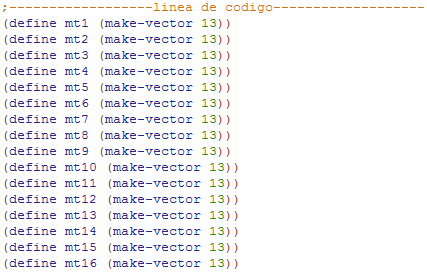 ;------------------linea de codigo-------------------
(define mt1 (make-vector 13))
(define mt2 (make-vector 13))
(define mt3 (make-vector 13))
(define mt4 (make-vector 13))
(define mt5 (make-vector 13))
(define mt6 (make-vector 13))
(define mt7 (make-vector 13))
(define mt8 (make-vector 13))
(define mt9 (make-vector 13))
(define mt10 (make-vector 13))
(define mt11 (make-vector 13))
(define mt12 (make-vector 13))
(define mt13 (make-vector 13))
(define mt14 (make-vector 13))
(define mt15 (make-vector 13))
(define mt16 (make-vector 13))